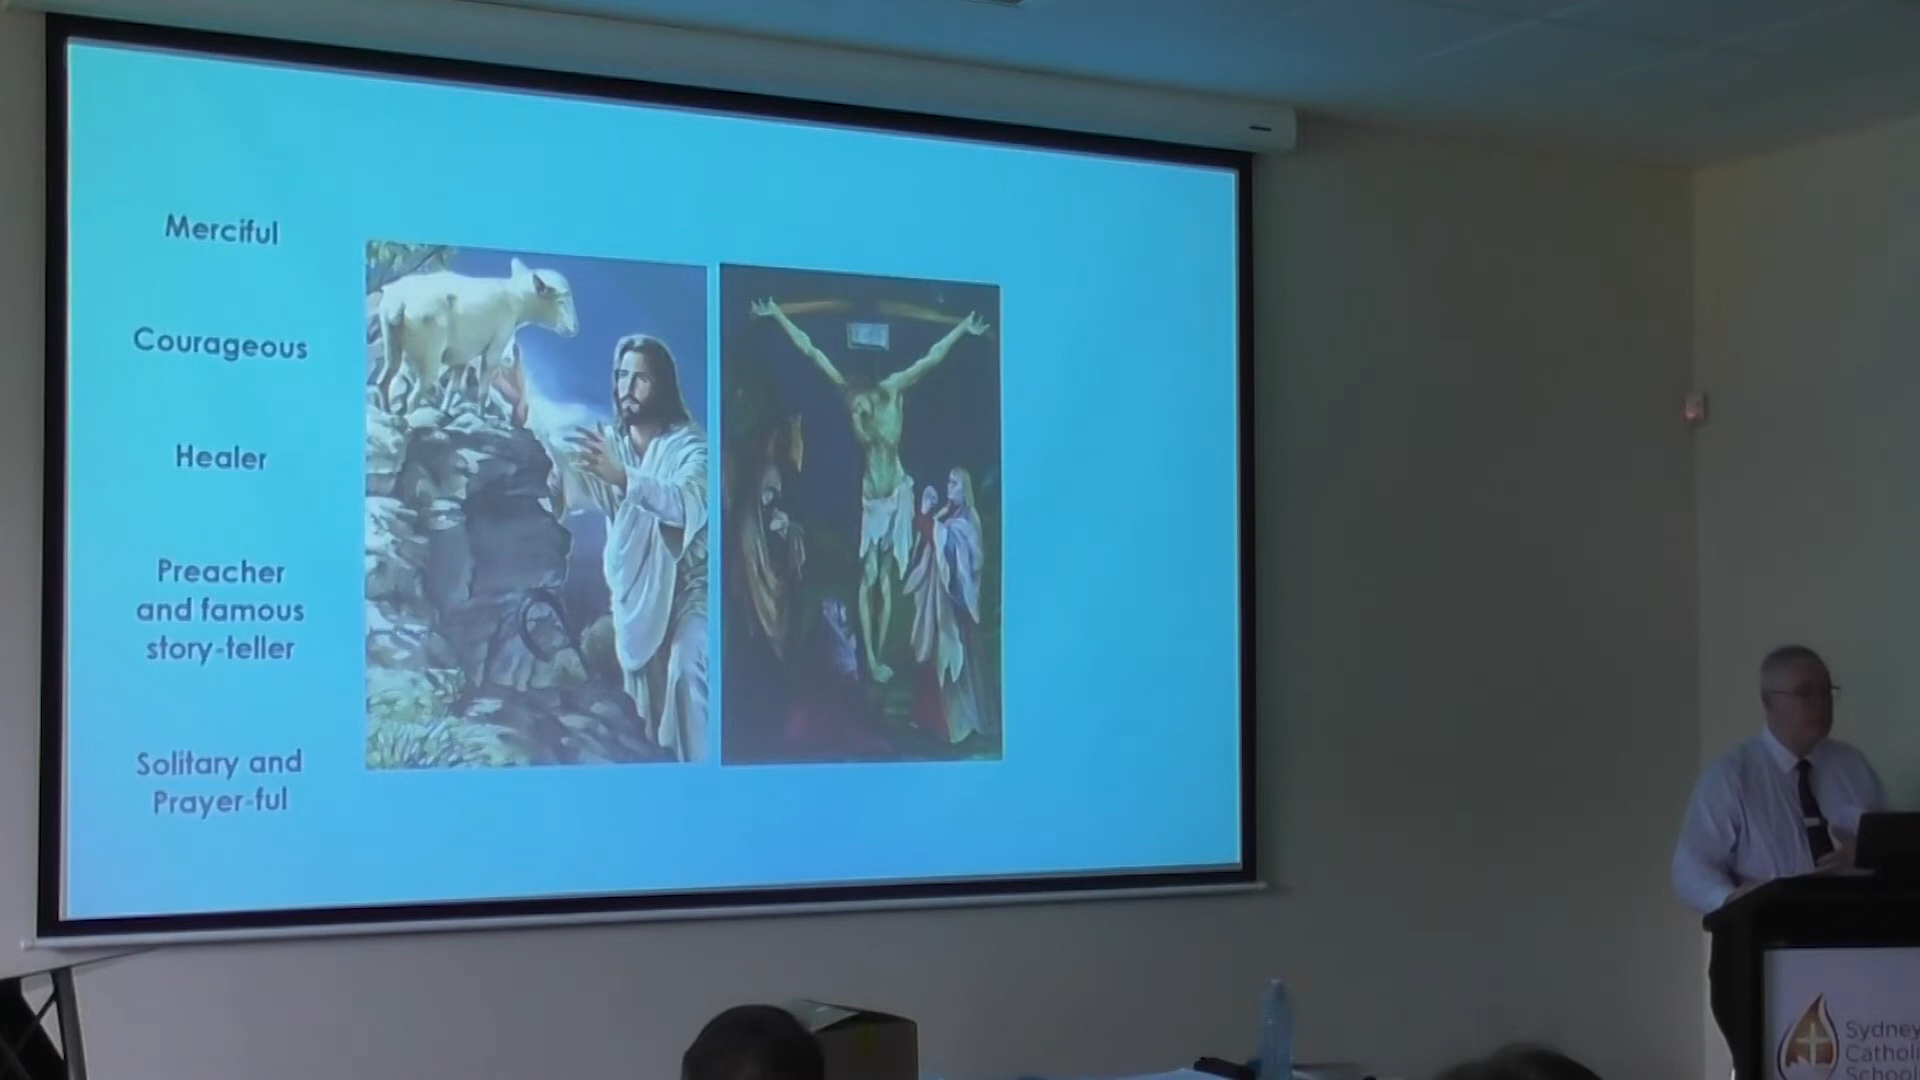 Merciful
Courageous
Healer
Preacher
and famous
story-teller
Solitary and
Prayer-ful
Sydney
Catholi
School